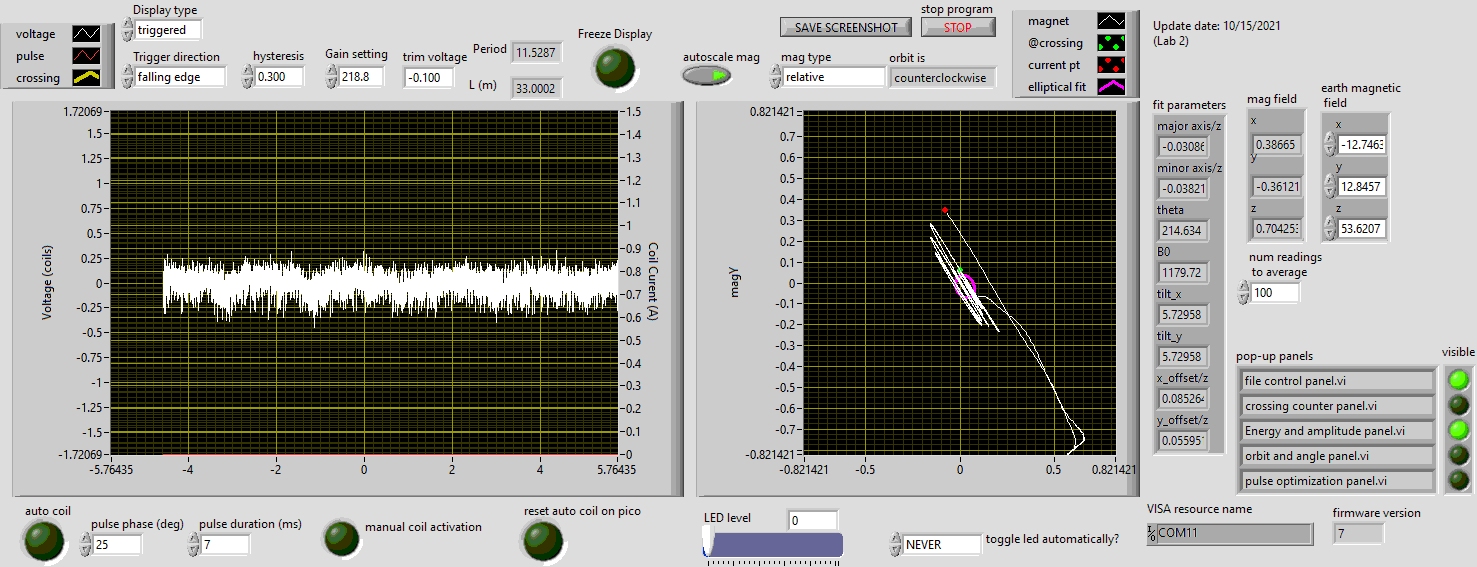 voltage
pulse
crossing
Display type
triggered
Trigger direction
falling edge
hysteresis
0.300
Gain setting
218.8
trim voltage
-0.100
Period
11.5287
L (m)
33.0002
Freeze Display
autoscale mag
SAVE SCREENSHOT
stop program
STOP
mag type
relative
orbit is
counterclockwise
magnet
@crossing
current pt
elliptical fit
Update date: 10/15/2021
(Lab 2)
Voltage (coils)
1.72069
1.5
1.25
1
0.75
0.5
0.25
0
-0.25
-0.5
-0.75
-1
-1.25
-1.5
-1.72069
-5.76435
-4
-2
0
2
4
5.76435
1.5
1.4
1.3
1.2
1.1
1
0.9
0.8
0.7
0.6
0.5
0.4
0.3
0.2
0.1
0
Coil Current (A)
magY
0.821421
0.7
0.6
0.5
0.4
0.3
0.2
0.1
0
-0.1
-0.2
-0.3
-0.4
-0.5
-0.6
-0.7
-0.821421
-0.821421
-0.5
0
0.5
0.821421
fit parameters
major axis/z
-0.03086
minor axis/z
-0.03821
theta
214.634
B0
1179.72
tilt_x
5.72958
tilt_y
5.72958
x_offset/z
0.08526
y_offset/z
0.05595
mag field
x
0.38665
y
-0.36121
z
0.70425
earth magnetic
field
x
-12.746
y
12.8457
z
53.6207
num readings
to average
100
pop-up panels
visible
file control panel.vi
crossing counter panel.vi
Energy and amplitude panel.vi
orbit and angle panel.vi
pulse optimization panel.vi
auto coil
pulse phase (deg)
25
pulse duration (ms)
7
manual coil activation
reset auto coil on pico
LED level
0
NEVER
toggle led automatically?
VISA resource name
COM11
firmware version
7